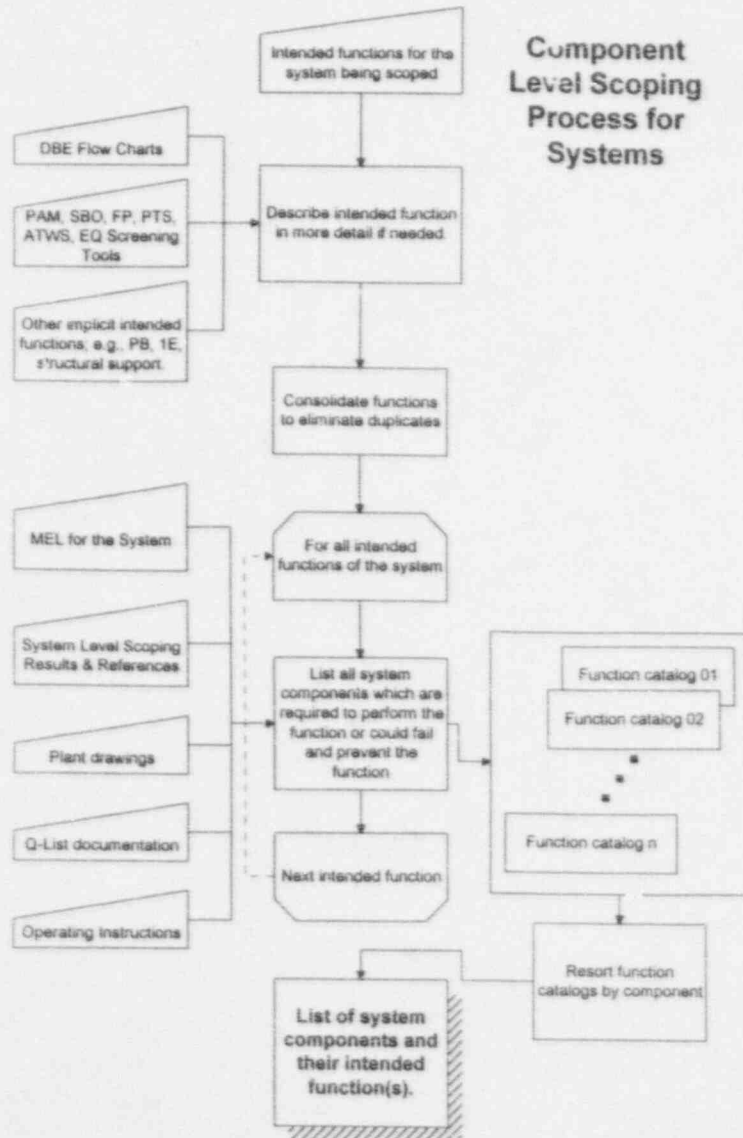 Component
Level Scoping
Process for
Systems
Intended functions for the
system being scoped
DBE Flow Charts
PAM, SBO, FP, PTS,
ATWS, EQ Screening
Tools
Other implicit intended
functions; e.g., PB, 1E,
structural support.
Describe intended function
in more detail if needed.
Consolidate functions
to eliminate duplicates
For all intended
functions of the system
MEL for the System
System Level Scoping
Results & References
Plant drawings
Q-List documentation
Operating Instructions
List all system
components which are
required to perform the
function or could fail
and prevent the
function
Next intended function
Function catalog 01
Function catalog 02
Function catalog n
Resort function
catalogs by component
List of system
components and
their intended
function(s).